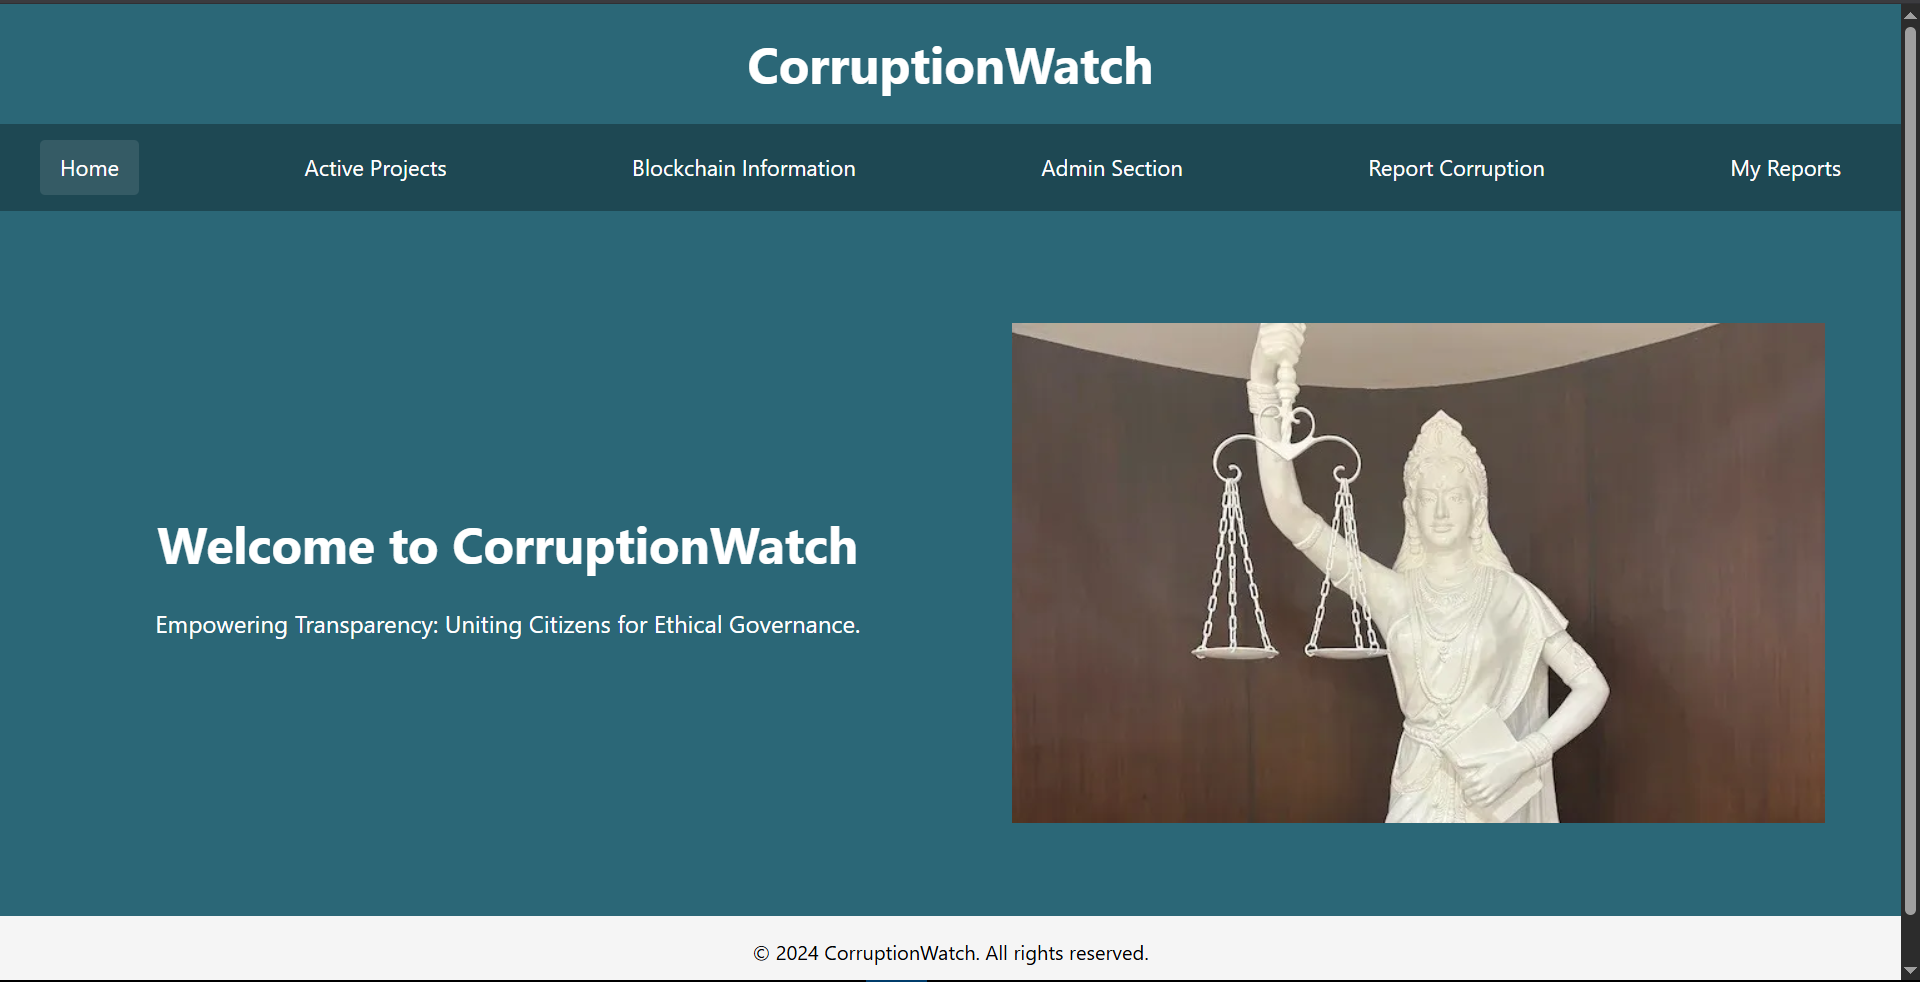 CorruptionWatch
Home Active Projects Blockchain Information Admin Section Report Corruption My Reports
Welcome to CorruptionWatch
Empowering Transparency: Uniting Citizens for Ethical Governance.
© 2024 CorruptionWatch. All rights reserved.